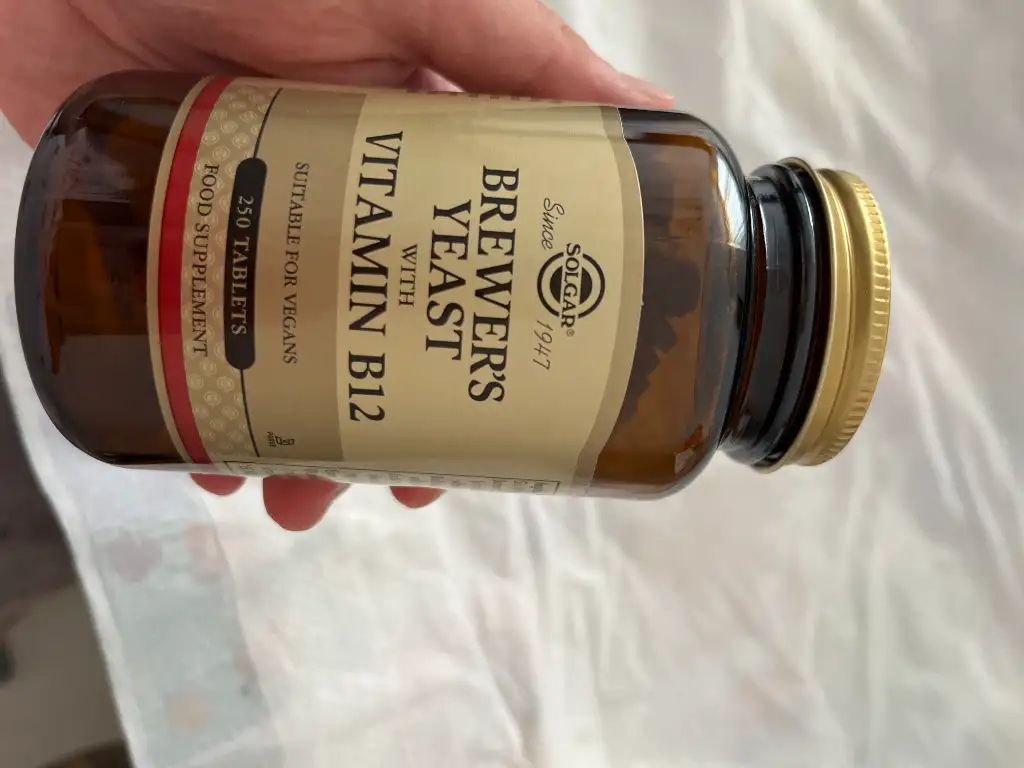 SOLGAR®
Since 1947
BREWER'S
YEAST
WITH
VITAMIN B12
SUITABLE FOR VEGANS
250 TABLETS
FOOD SUPPLEMENT